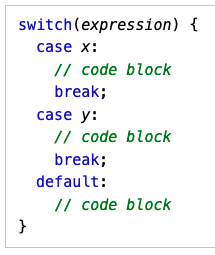 switch(expression) {
  case x:
    // code block
    break;
  case y:
    // code block
    break;
  default:
    // code block
}